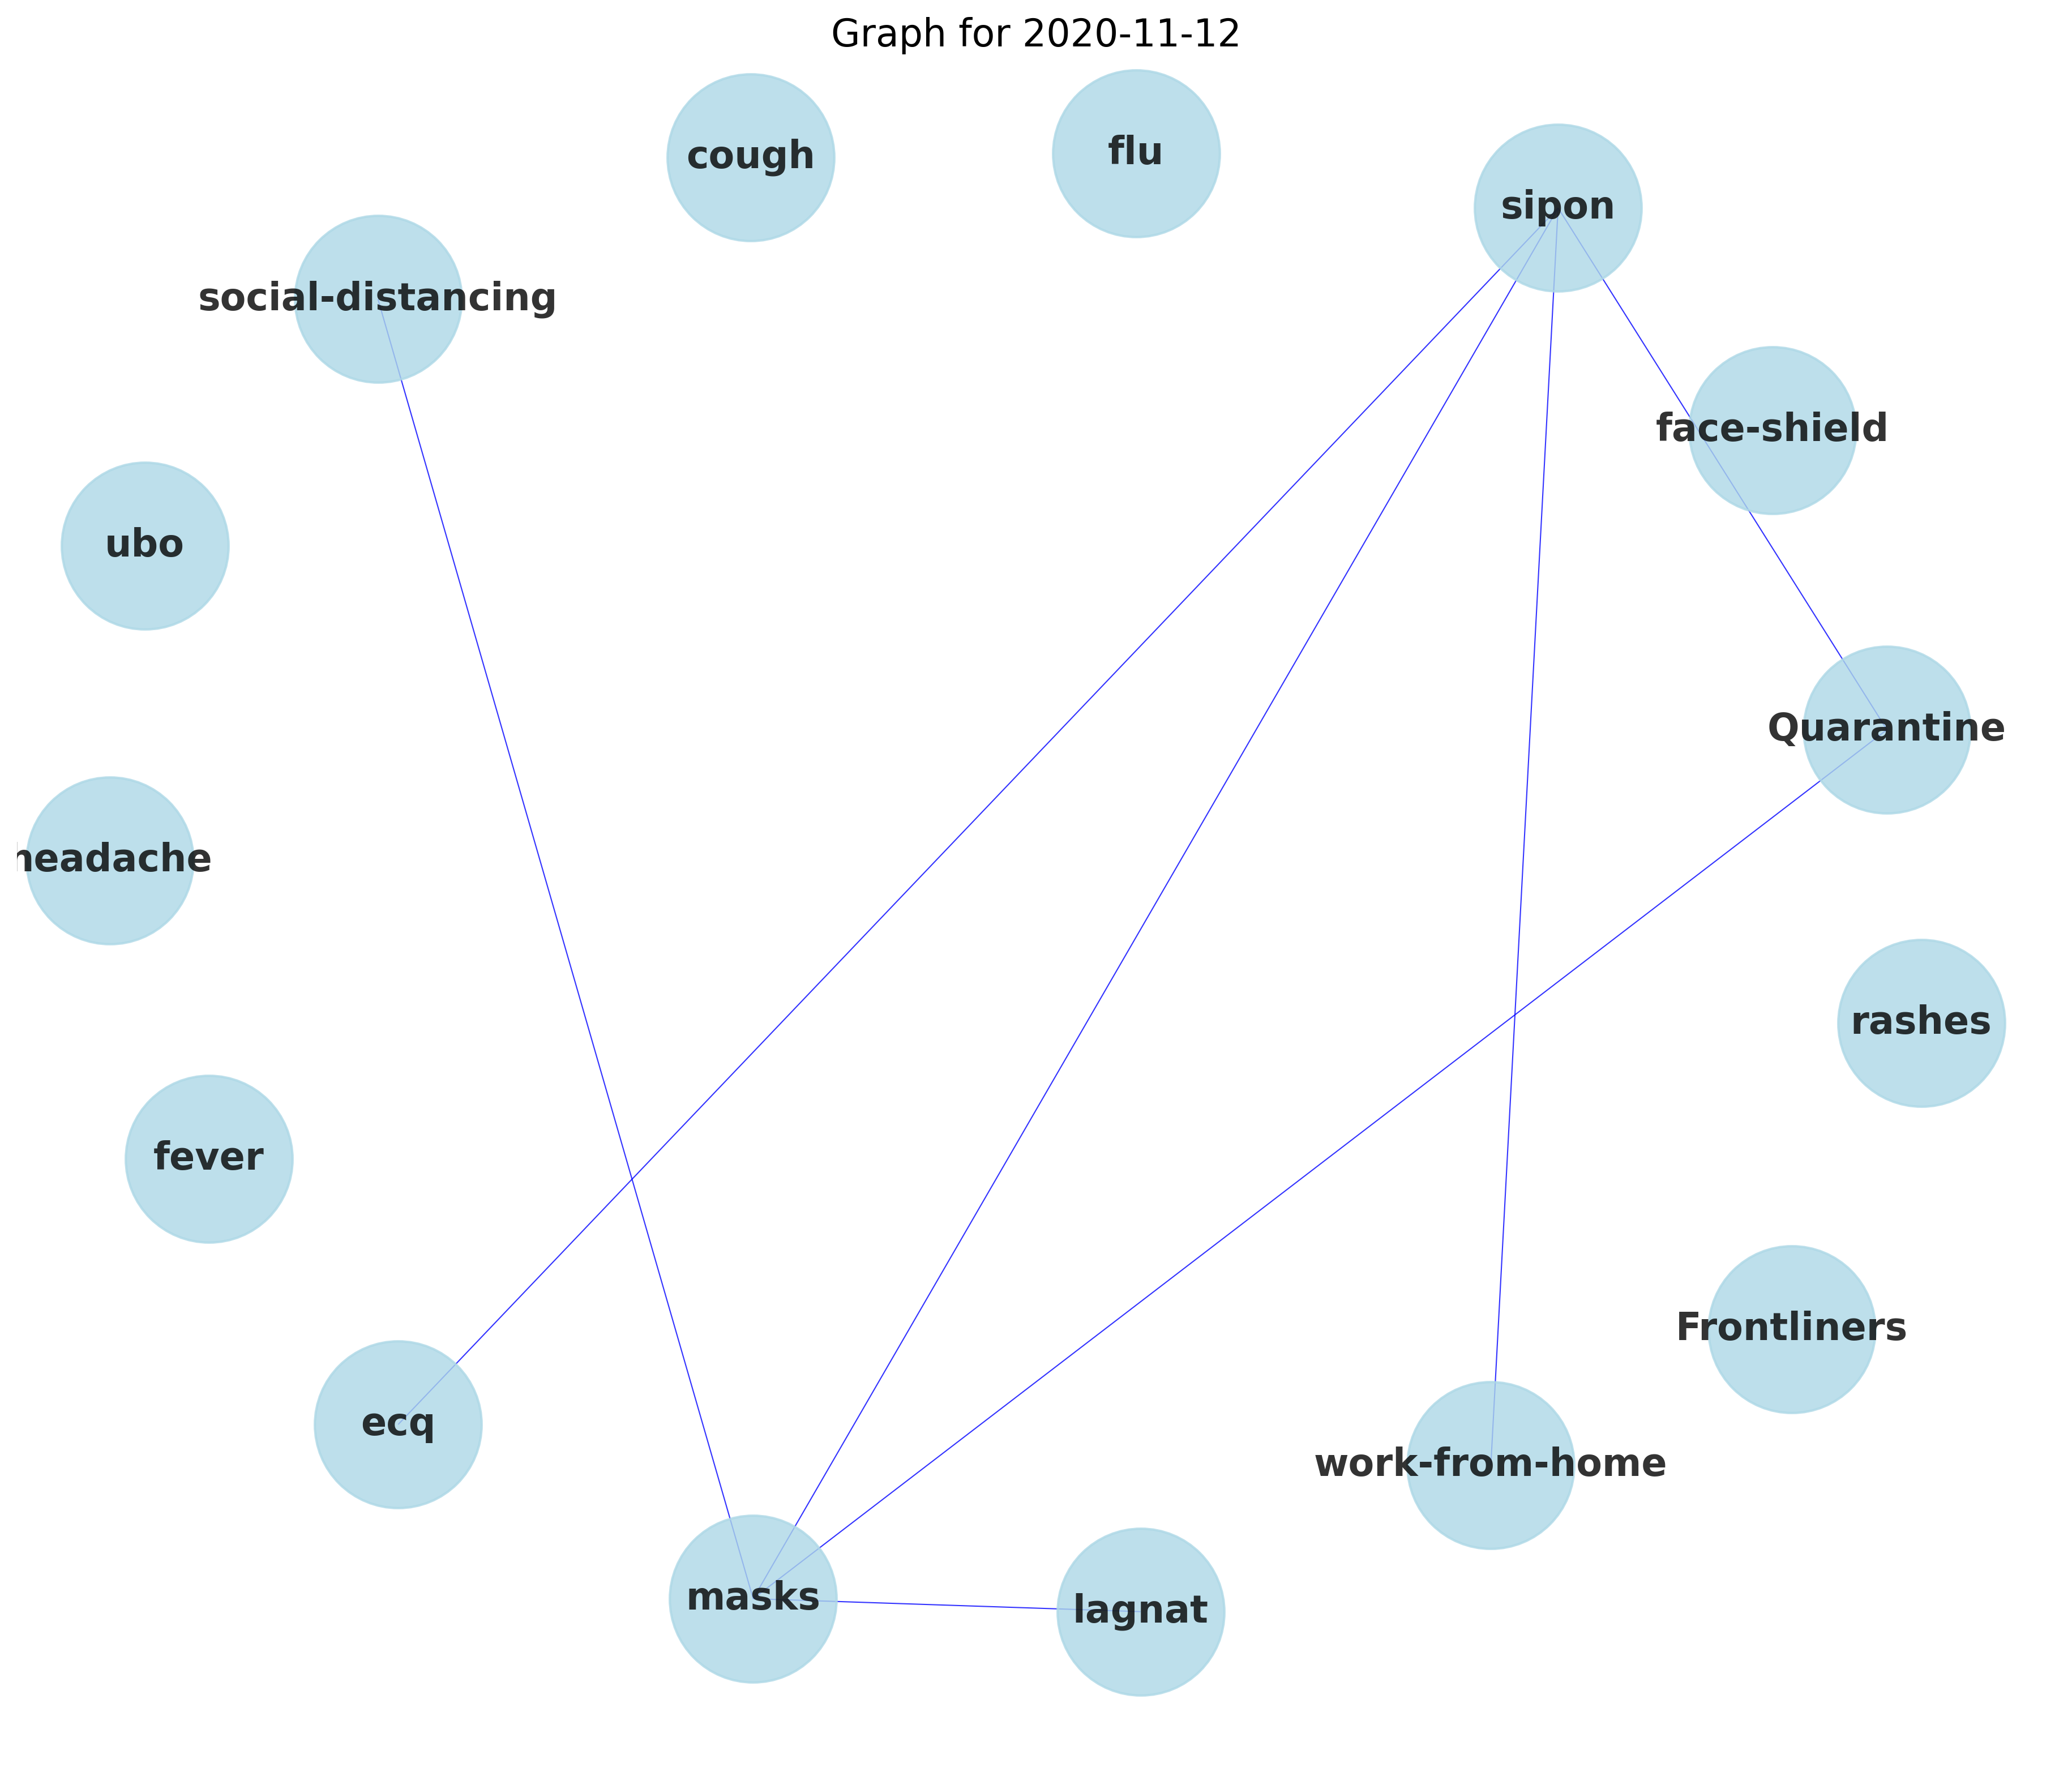 Graph for 2020-11-12
cough
flu
sipon
social-distancing
face-shield
ubo
Quarantine
headache
rashes
fever
Frontliners
ecq
work-from-home
masks
lagnat